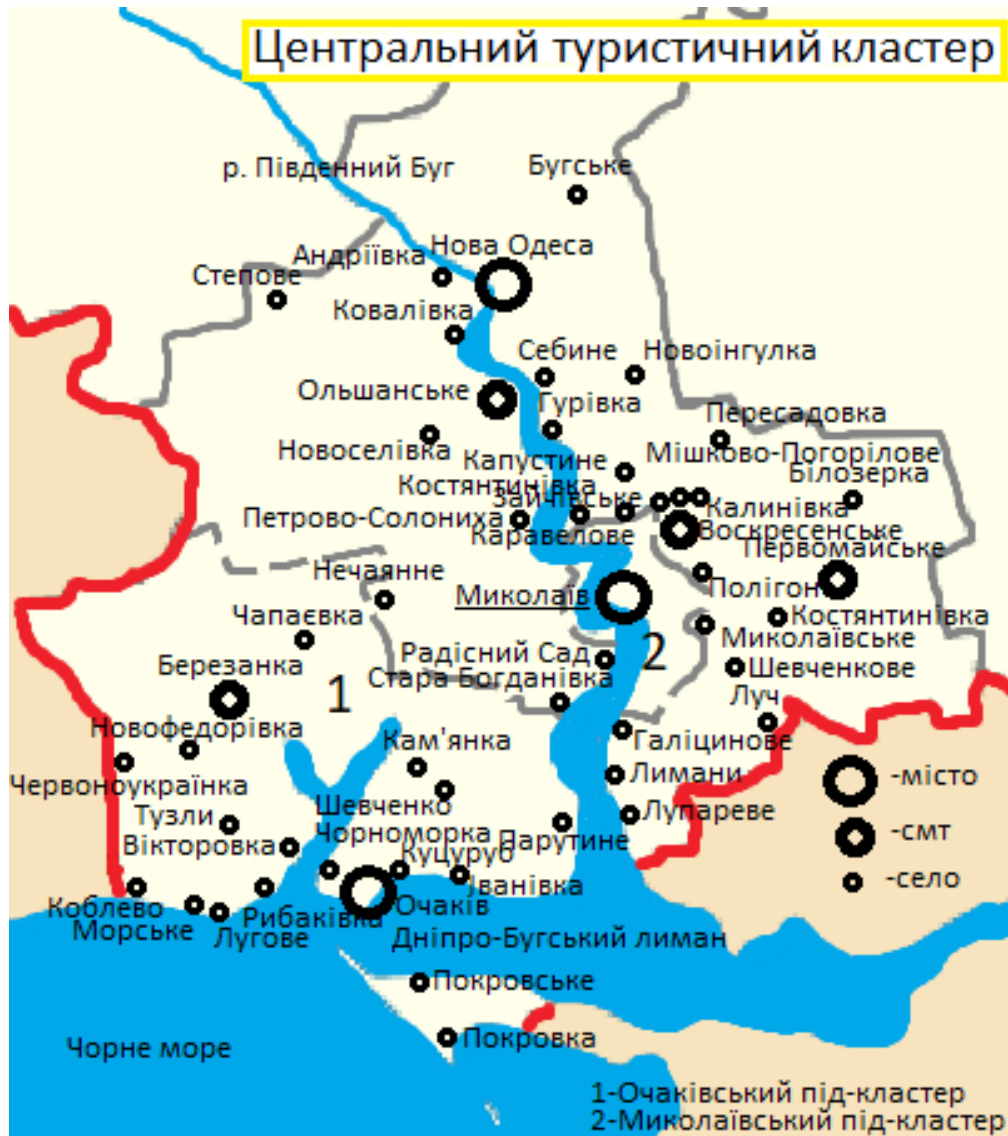 Центральний туристичний кластер
р. Південний Буг
Бугське
Нова Одеса
Андріївка
Степове
Ковалівка
Себине
Новоінгулка
Ольшанське
Гурівка
Пересадовка
Новоселівка
Капустине
Мішково-Погорілове
Білозерка
Костянтинівка
Зайчівське
Калинівка
Петрово-Солониха
Каравелове
Воскресенське
Первомайське
Нечаянне
Миколаїв
Полігон
Чапаєвка
Костянтинівка
Миколаївське
Березанка
Радісний Сад
2
Шевченкове
Стара Богданівка
1
Луч
Новофедорівка
Кам'янка
Галіцинове
Червоноукраїнка
Лимани
-місто
Шевченко
Тузли
Лупареве
Чорноморка
Парутине
-смт
Вікторовка
Куцуруб
Іванівка
-село
Коблево
Рибаківка
Очаків
Морське
Лугове
Дніпро-Бугський лиман
Покровське
Покровка
Чорне море
1-Очаківський під-кластер
2-Миколаївський під-кластер